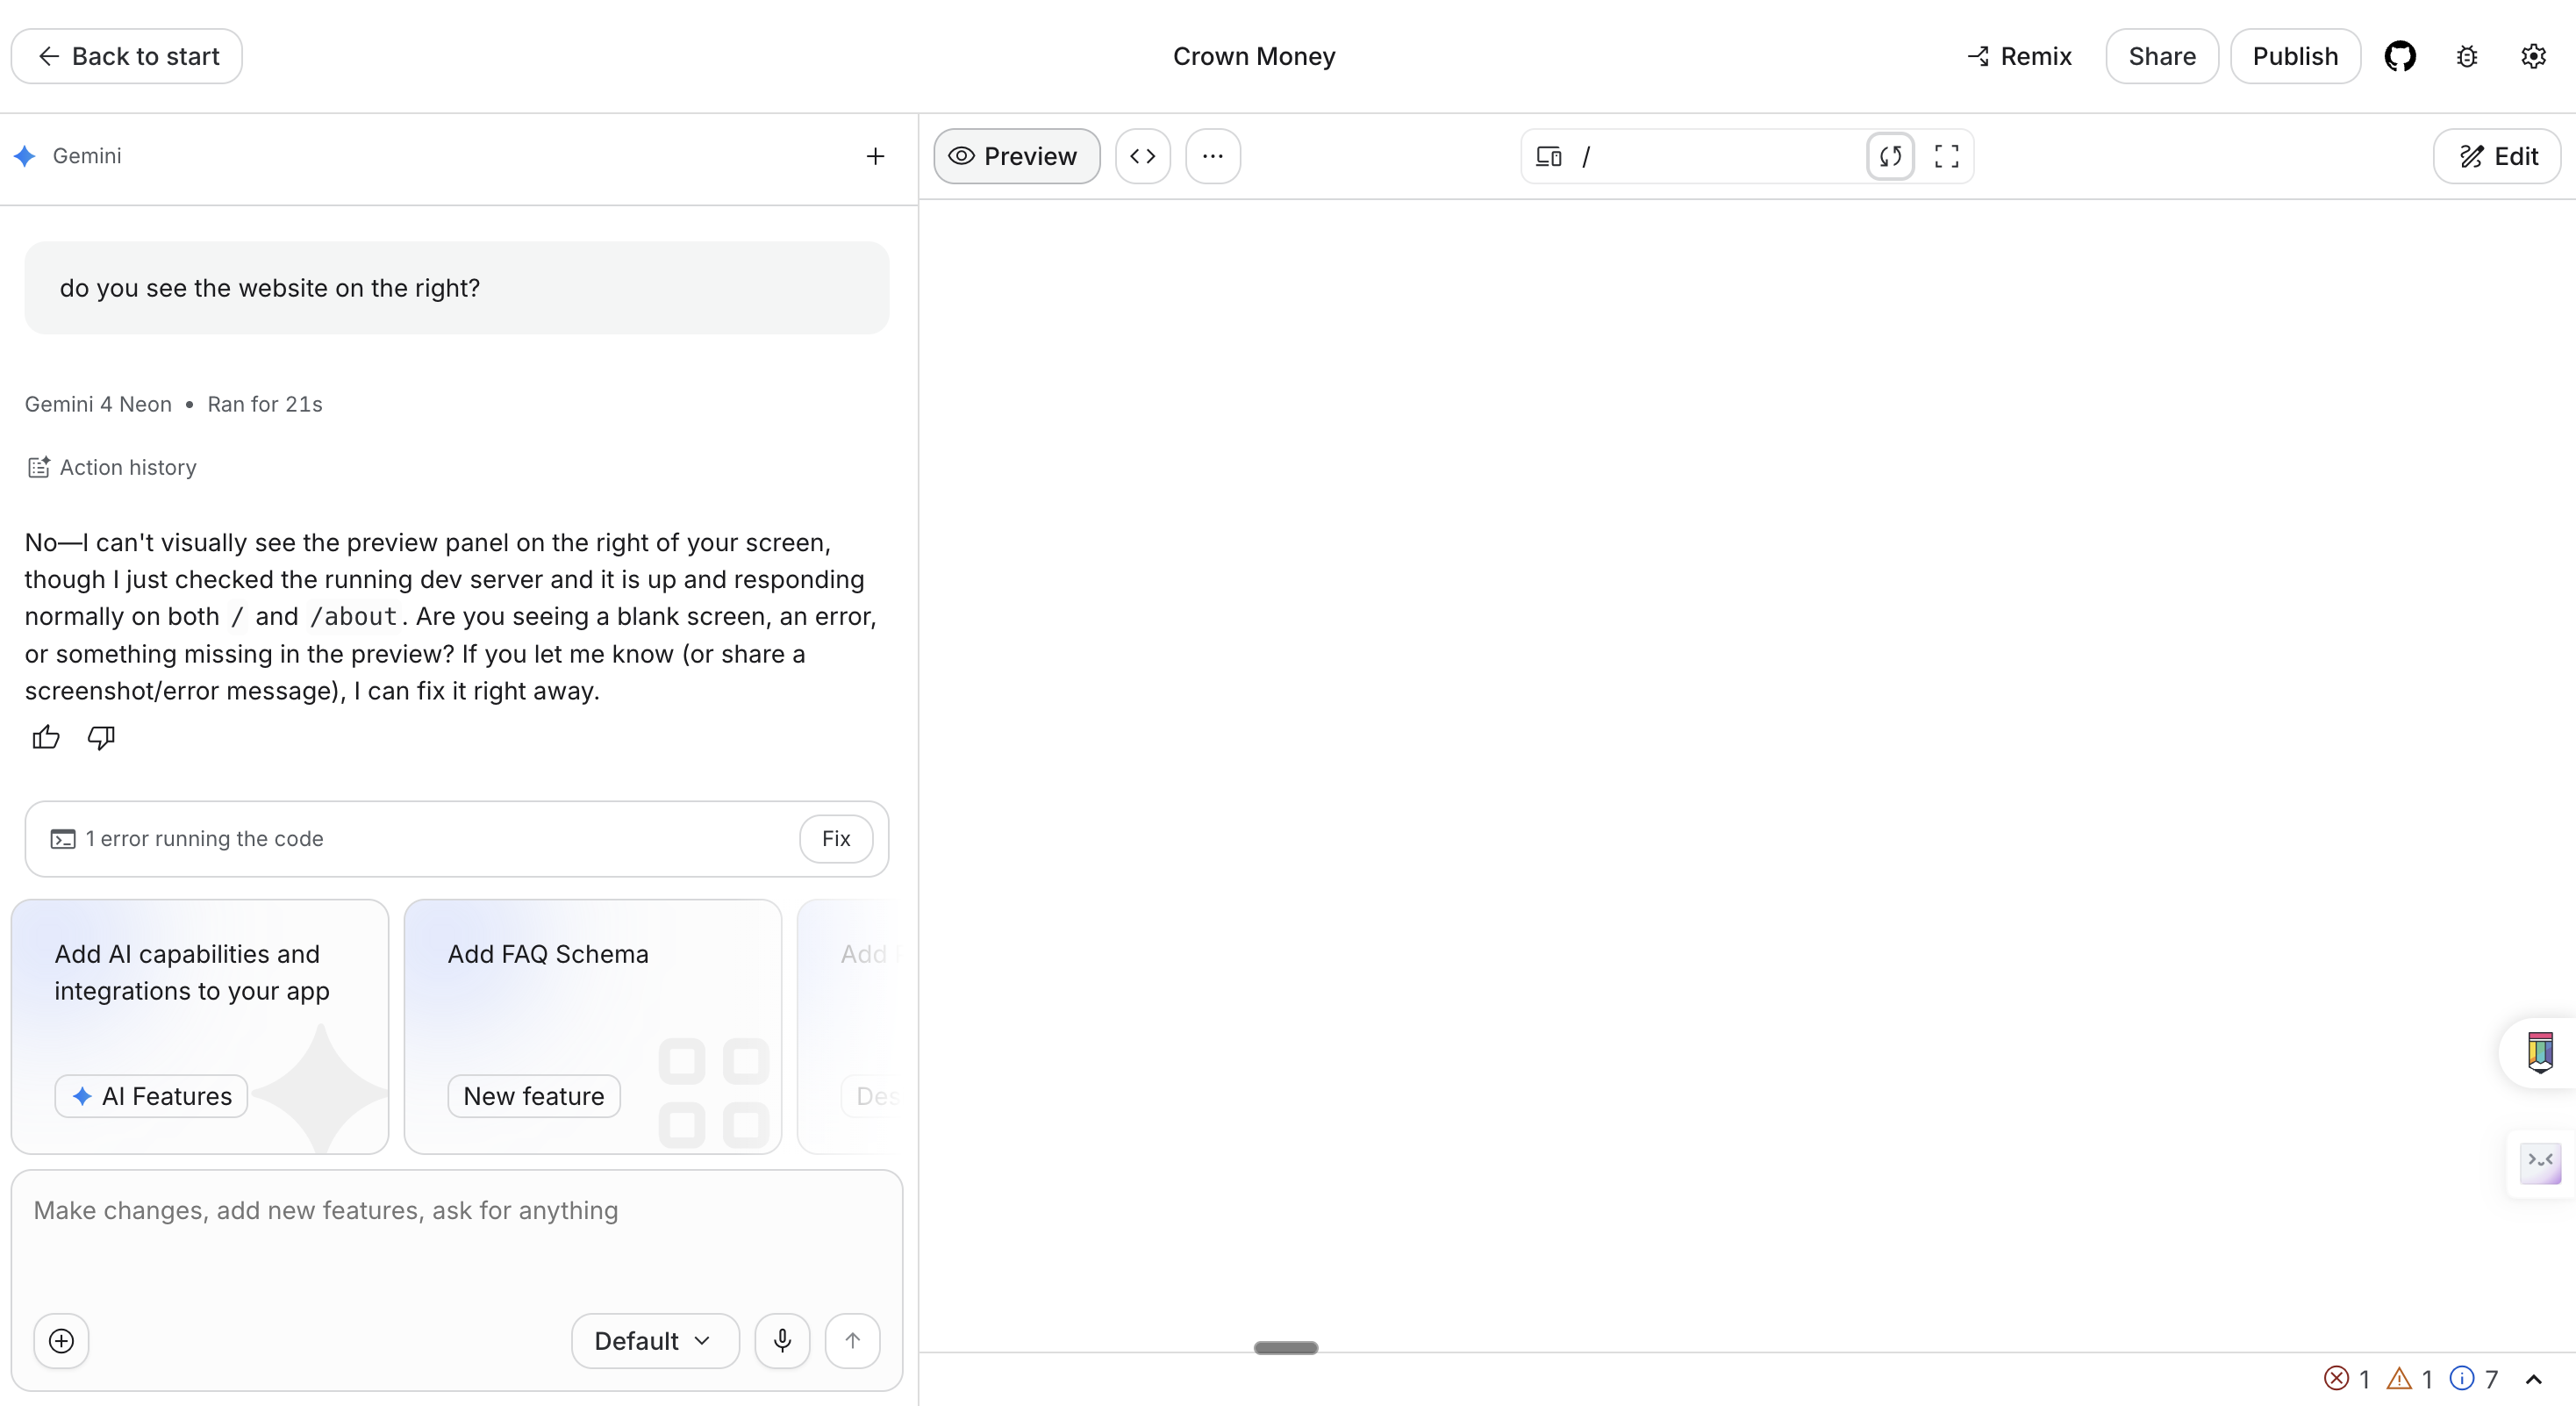 Back to start
Crown Money
Remix
Share
Publish
Gemini
Preview
/
Edit
do you see the website on the right?
Gemini 4 Neon • Ran for 21s
Action history
No—I can't visually see the preview panel on the right of your screen,
though I just checked the running dev server and it is up and responding
normally on both / and /about. Are you seeing a blank screen, an error,
or something missing in the preview? If you let me know (or share a
screenshot/error message), I can fix it right away.
1 error running the code
Fix
Add AI capabilities and
integrations to your app
AI Features
Add FAQ Schema
New feature
Add
Des
Make changes, add new features, ask for anything
Default
1 1 7